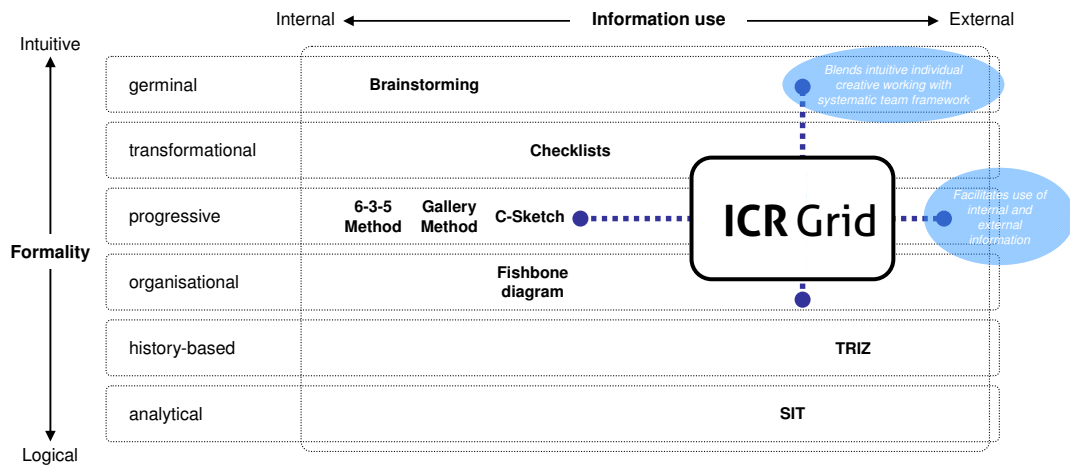 Internal Information use External
Intuitive
germinal
Brainstorming
Blends intuitive individual
creative working with
systematic team framework
transformational
Checklists
progressive
6-3-5
Method
Gallery
Method
C-Sketch
ICR Grid
Facilitates use of
internal and
external
information
Formality
organisational
Fishbone
diagram
history-based
TRIZ
analytical
SIT
Logical